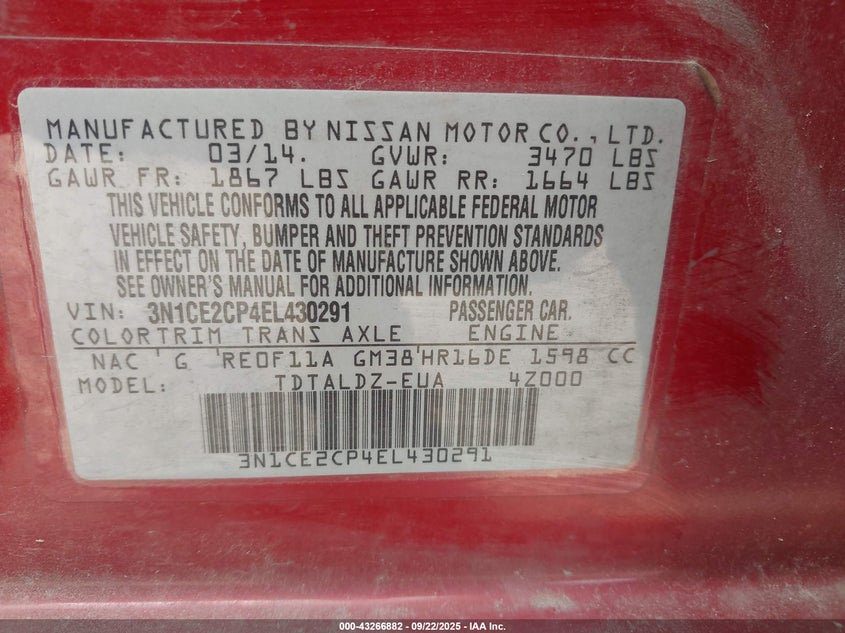 MANUFACTURED BY NISSAN MOTOR CO., LTD.
DATE: 03/14. GVWR: 3470 LBS
GAWR FR: 1867 LBS GAWR RR: 1664 LBS
THIS VEHICLE CONFORMS TO ALL APPLICABLE FEDERAL MOTOR
VEHICLE SAFETY, BUMPER AND THEFT PREVENTION STANDARDS
IN EFFECT ON THE DATE OF MANUFACTURE SHOWN ABOVE.
SEE OWNER'S MANUAL FOR ADDITIONAL INFORMATION.
VIN: 3N1CE2CP4EL430291 PASSENGER CAR.
COLORTRIM TRANS AXLE ENGINE
NAC ' G 'RE0F11A GM38'HR16DE 1598 CC
MODEL: TDTALDZ-EUA 4Z000
3N1CE2CP4EL430291
000-43266882 - 09/22/2025 - IAA Inc.